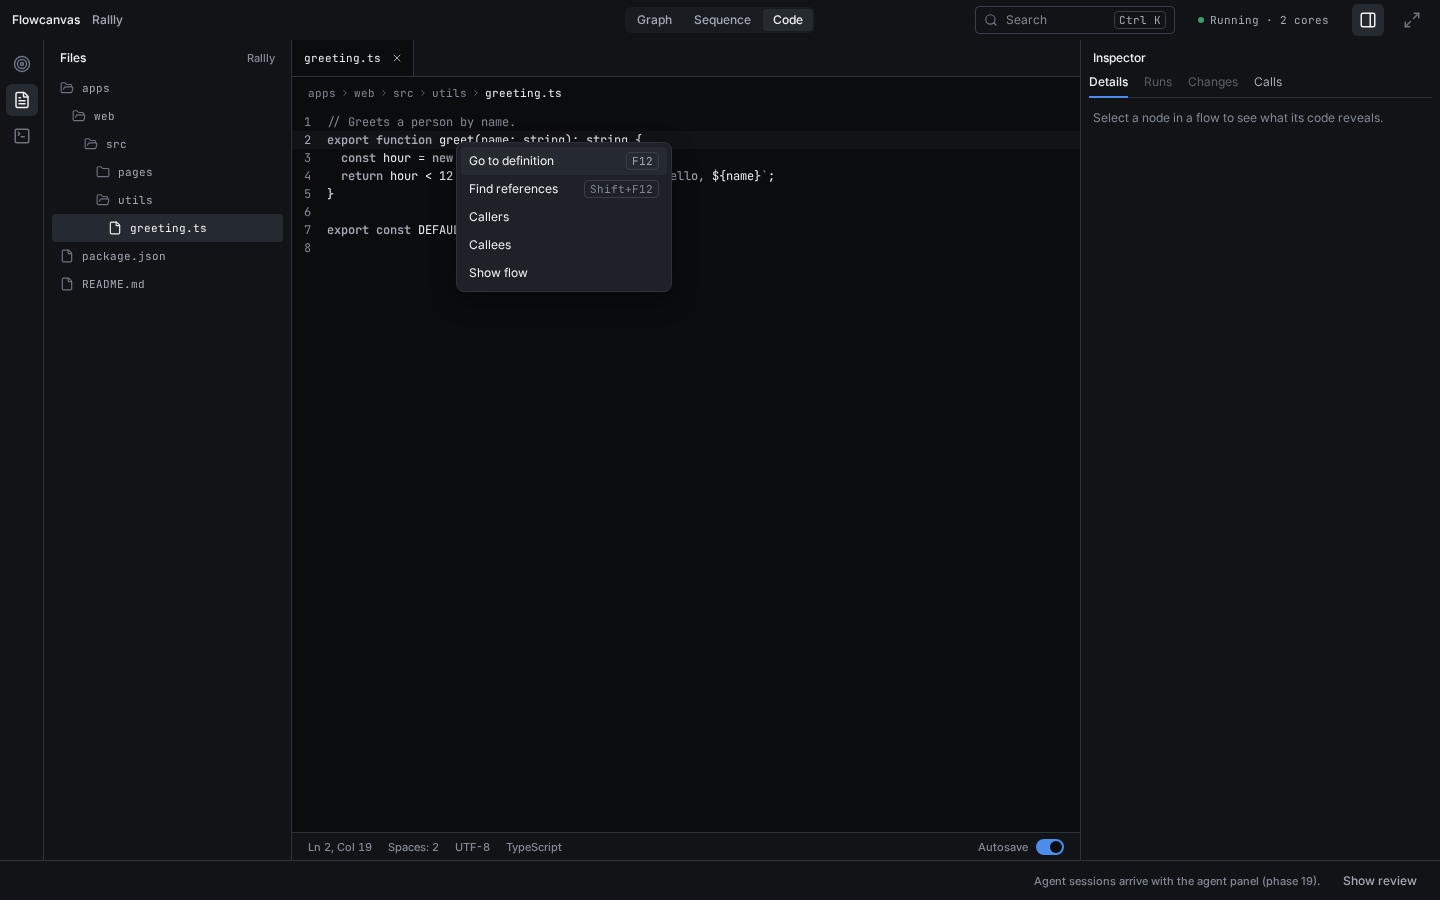 Flowcanvas Rallly Graph Sequence Code Search Ctrl K Running · 2 cores
Files Rallly
apps
web
src
pages
utils
greeting.ts
package.json
README.md
greeting.ts
apps › web › src › utils › greeting.ts
1 // Greets a person by name.
2 export function greet(name: string): string {
3 const hour = new
4 return hour < 12 ello, ${name}`;
5 }
6
7 export const DEFAUL
8
Go to definition F12
Find references Shift+F12
Callers
Callees
Show flow
Ln 2, Col 19 Spaces: 2 UTF-8 TypeScript Autosave
Inspector
Details Runs Changes Calls
Select a node in a flow to see what its code reveals.
Agent sessions arrive with the agent panel (phase 19). Show review